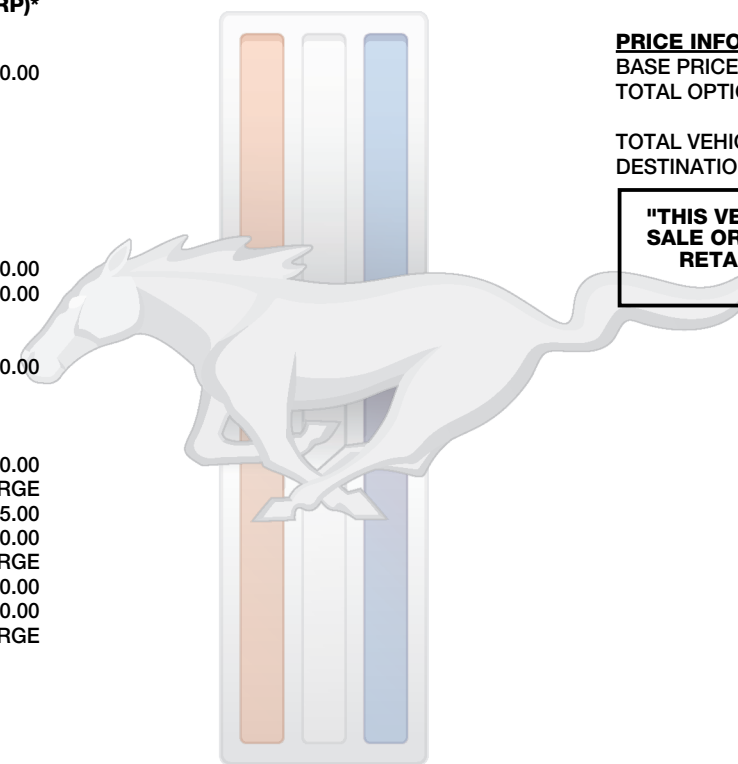 RP)*
0.00
0.00
0.00
0.00
0.00
RGE
5.00
0.00
RGE
0.00
0.00
RGE
PRICE INFO
BASE PRICE
TOTAL OPTIO
TOTAL VEHIC
DESTINATIO
"THIS VE
SALE OR
RETA